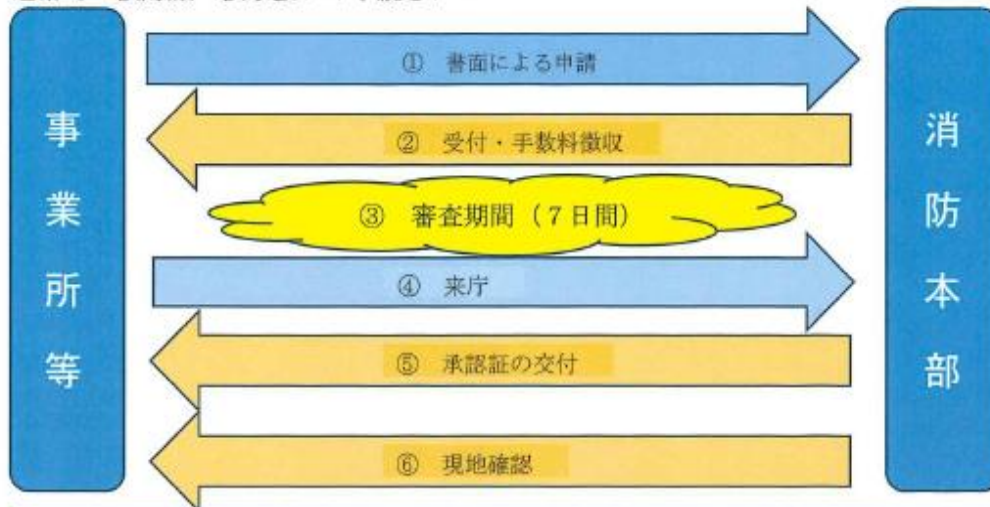 事業所等
① 書面による申請
② 受付・手数料徴収
③ 審査期間（７日間）
④ 来庁
⑤ 承認証の交付
⑥ 現地確認
消防本部